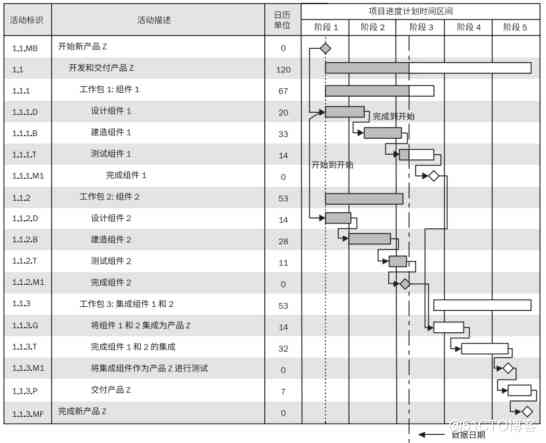 活动标识 活动描述 日历单位 项目进度计划时间区间
阶段 1 阶段 2 阶段 3 阶段 4 阶段 5
1.1.MB 开始新产品 Z 0
1.1 开发和交付产品 Z 120
1.1.1 工作包 1: 组件 1 67
1.1.1.D 设计组件 1 20
完成到开始
1.1.1.B 建造组件 1 33
1.1.1.T 测试组件 1 14
开始到开始
1.1.1.M1 完成组件 1 0
1.1.2 工作包 2: 组件 2 53
1.1.2.D 设计组件 2 14
1.1.2.B 建造组件 2 28
1.1.2.T 测试组件 2 11
1.1.2.M1 完成组件 2 0
1.1.3 工作包 3: 集成组件 1 和 2 53
1.1.3.G 将组件 1 和 2 集成为产品 Z 14
1.1.3.T 完成组件 1 和 2 的集成 32
1.1.3.M1 将集成组件作为产品 Z 进行测试 0
1.1.3.P 交付产品 Z 7
1.1.3.MF 完成新产品 Z 0
@51CTO博客
数据日期